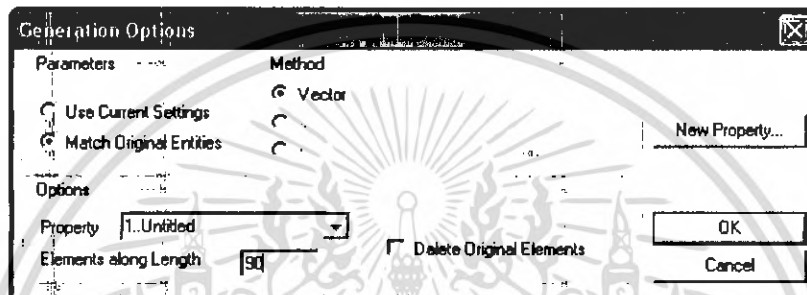 Generation Options
Parameters
Method
Use Current Settings
Match Original Entities
Vector
New Property...
Options
Property 1..Untitled
Elements along Length 90
Delete Original Elements
OK
Cancel